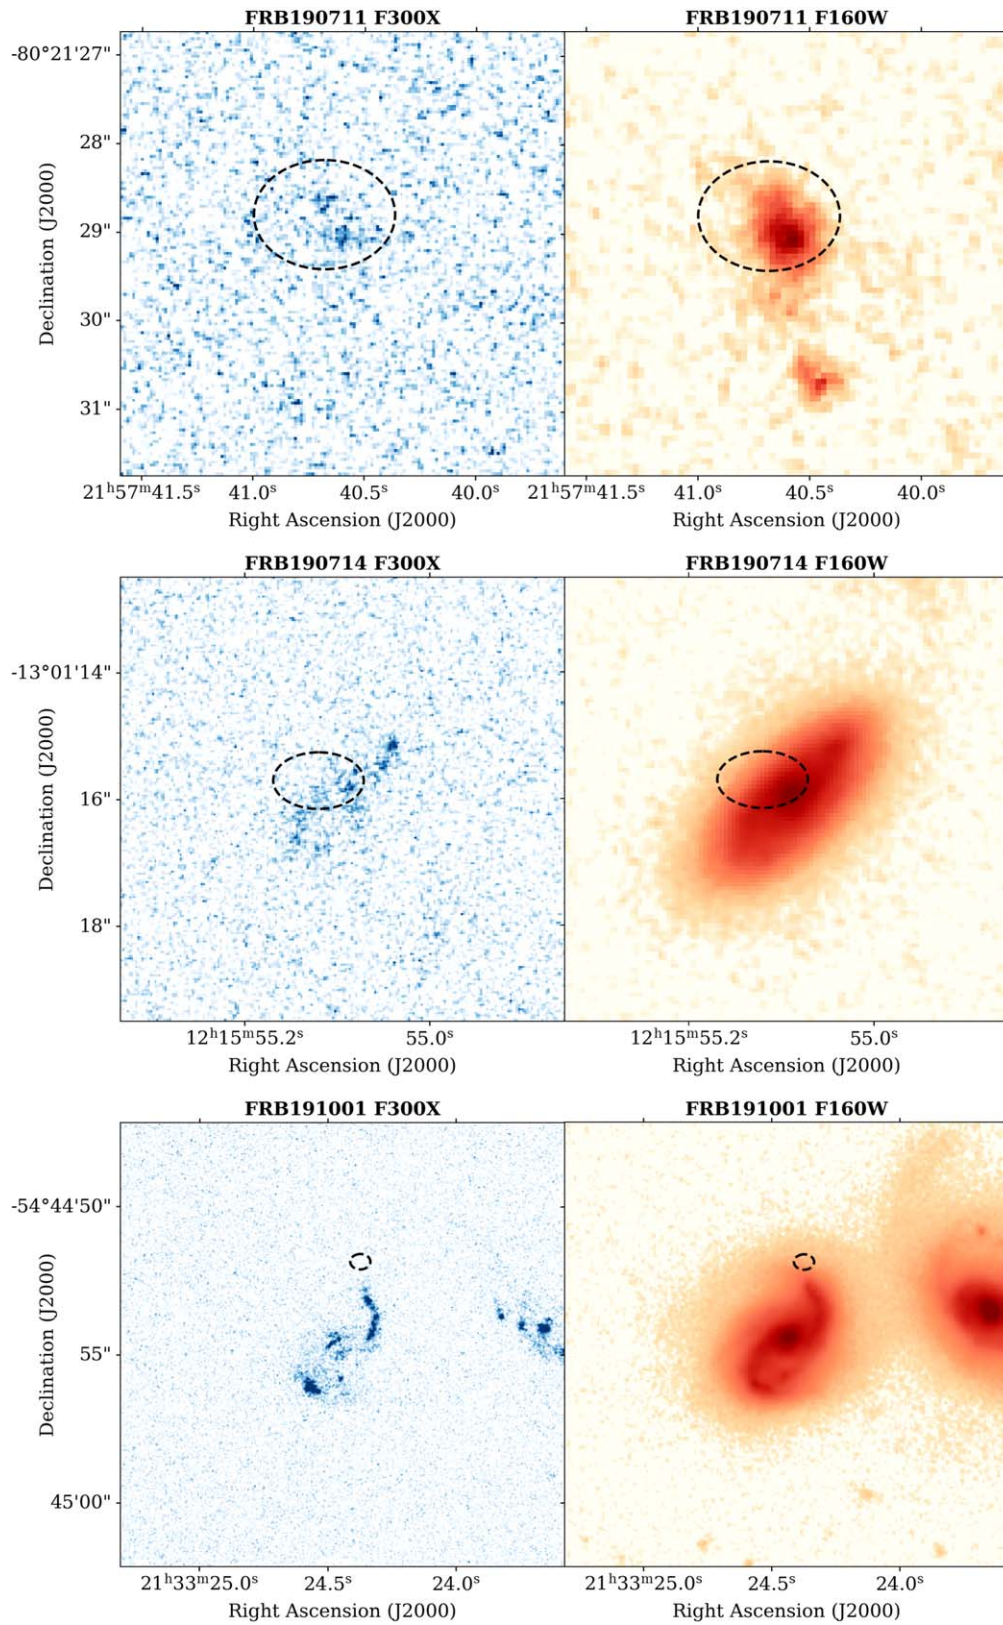 FRB190711 F300X
FRB190711 F160W
-80°21'27"
28"
29"
30"
31"
Declination (J2000)
21ʰ57ᵐ41.5ˢ 41.0ˢ 40.5ˢ 40.0ˢ
21ʰ57ᵐ41.5ˢ 41.0ˢ 40.5ˢ 40.0ˢ
Right Ascension (J2000)
Right Ascension (J2000)
FRB190714 F300X
FRB190714 F160W
-13°01'14"
16"
18"
Declination (J2000)
12ʰ15ᵐ55.2ˢ 55.0ˢ
12ʰ15ᵐ55.2ˢ 55.0ˢ
Right Ascension (J2000)
Right Ascension (J2000)
FRB191001 F300X
FRB191001 F160W
-54°44'50"
55"
45'00"
Declination (J2000)
21ʰ33ᵐ25.0ˢ 24.5ˢ 24.0ˢ
21ʰ33ᵐ25.0ˢ 24.5ˢ 24.0ˢ
Right Ascension (J2000)
Right Ascension (J2000)